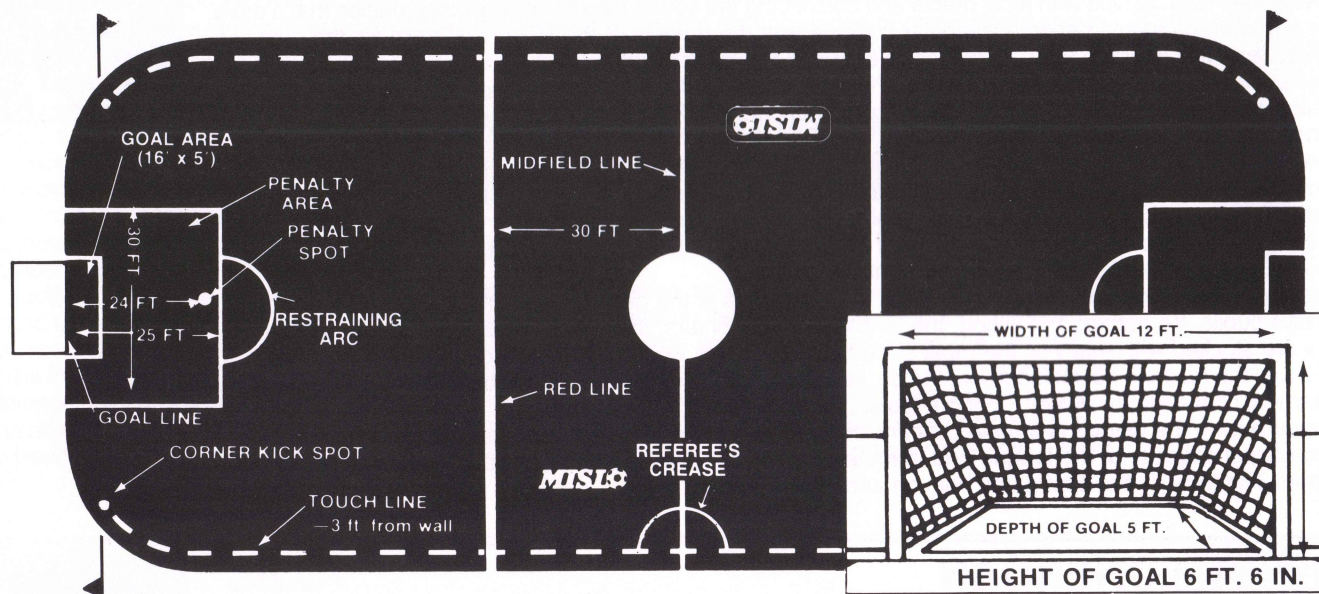 GOAL AREA
(16' x 5')
PENALTY
AREA
PENALTY
SPOT
30 FT
24 FT
25 FT
RESTRAINING
ARC
GOAL LINE
CORNER KICK SPOT
TOUCH LINE
—3 ft from wall
MIDFIELD LINE
30 FT
RED LINE
MISL
MISL
REFEREE'S
CREASE
WIDTH OF GOAL 12 FT.
DEPTH OF GOAL 5 FT.
HEIGHT OF GOAL 6 FT. 6 IN.